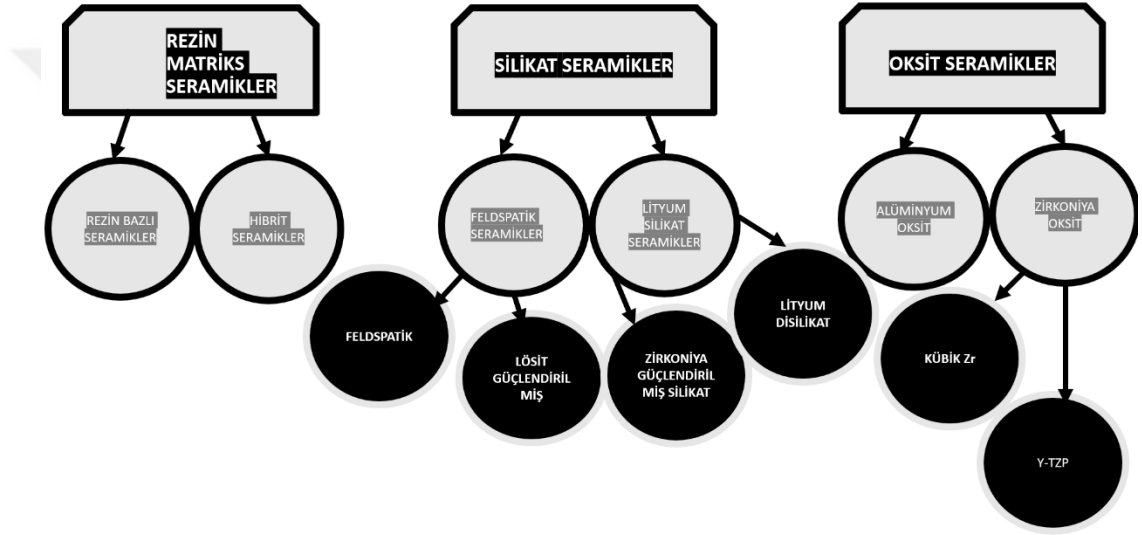 REZİN
MATRİKS
SERAMİKLER
SİLİKAT SERAMİKLER
OKSİT SERAMİKLER
REZİN BAZLI
SERAMİKLER
HİBRİT
SERAMİKLER
FELDSPATİK
SERAMİKLER
LİTYUM
SİLİKAT
SERAMİKLER
ALÜMİNYUM
OKSİT
ZİRKONİYA
OKSİT
FELDSPATİK
LÖSİT
GÜÇLENDİRİL
MİŞ
ZİRKONİYA
GÜÇLENDİRİL
MİŞ SİLİKAT
LİTYUM
DİSİLİKAT
KÜBİK Zr
Y-TZP